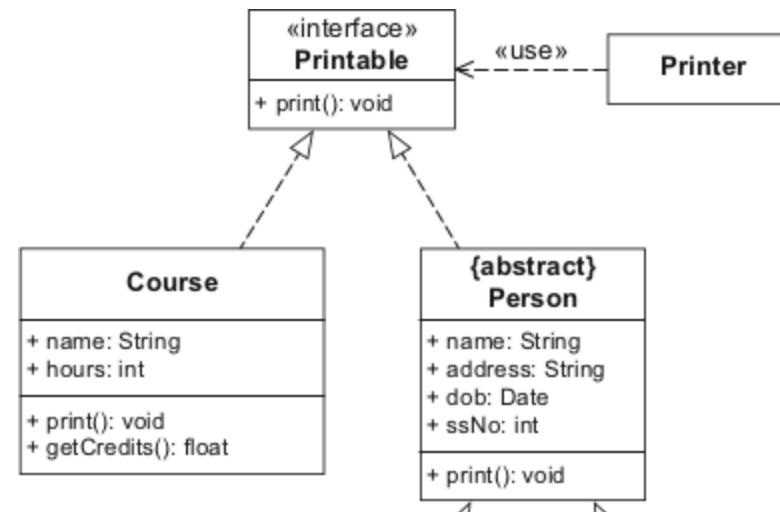 «interface»
Printable
+ print(): void
«use»
Printer
Course
+ name: String
+ hours: int
+ print(): void
+ getCredits(): float
{abstract}
Person
+ name: String
+ address: String
+ dob: Date
+ ssNo: int
+ print(): void